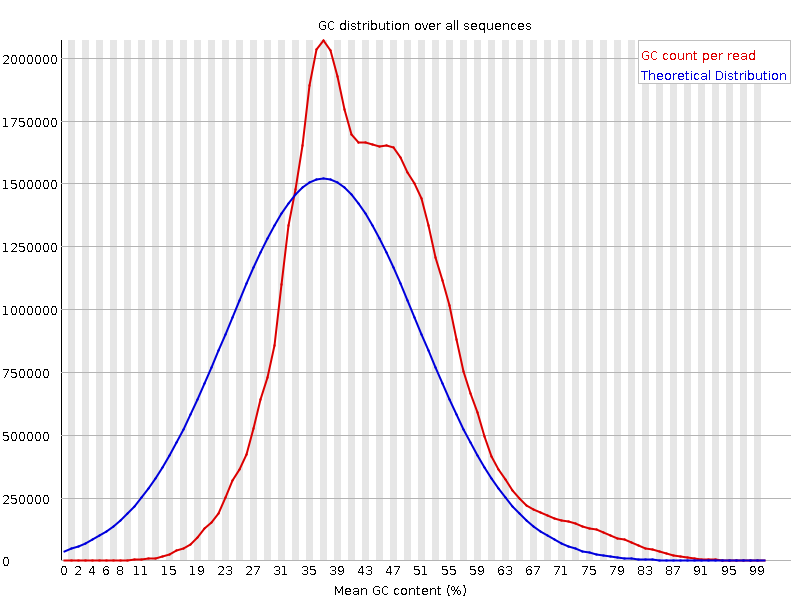 GC distribution over all sequences
GC count per read
Theoretical Distribution
2000000
1750000
1500000
1250000
1000000
750000
500000
250000
0
0 2 4 6 8 11 15 19 23 27 31 35 39 43 47 51 55 59 63 67 71 75 79 83 87 91 95 99
Mean GC content (%)